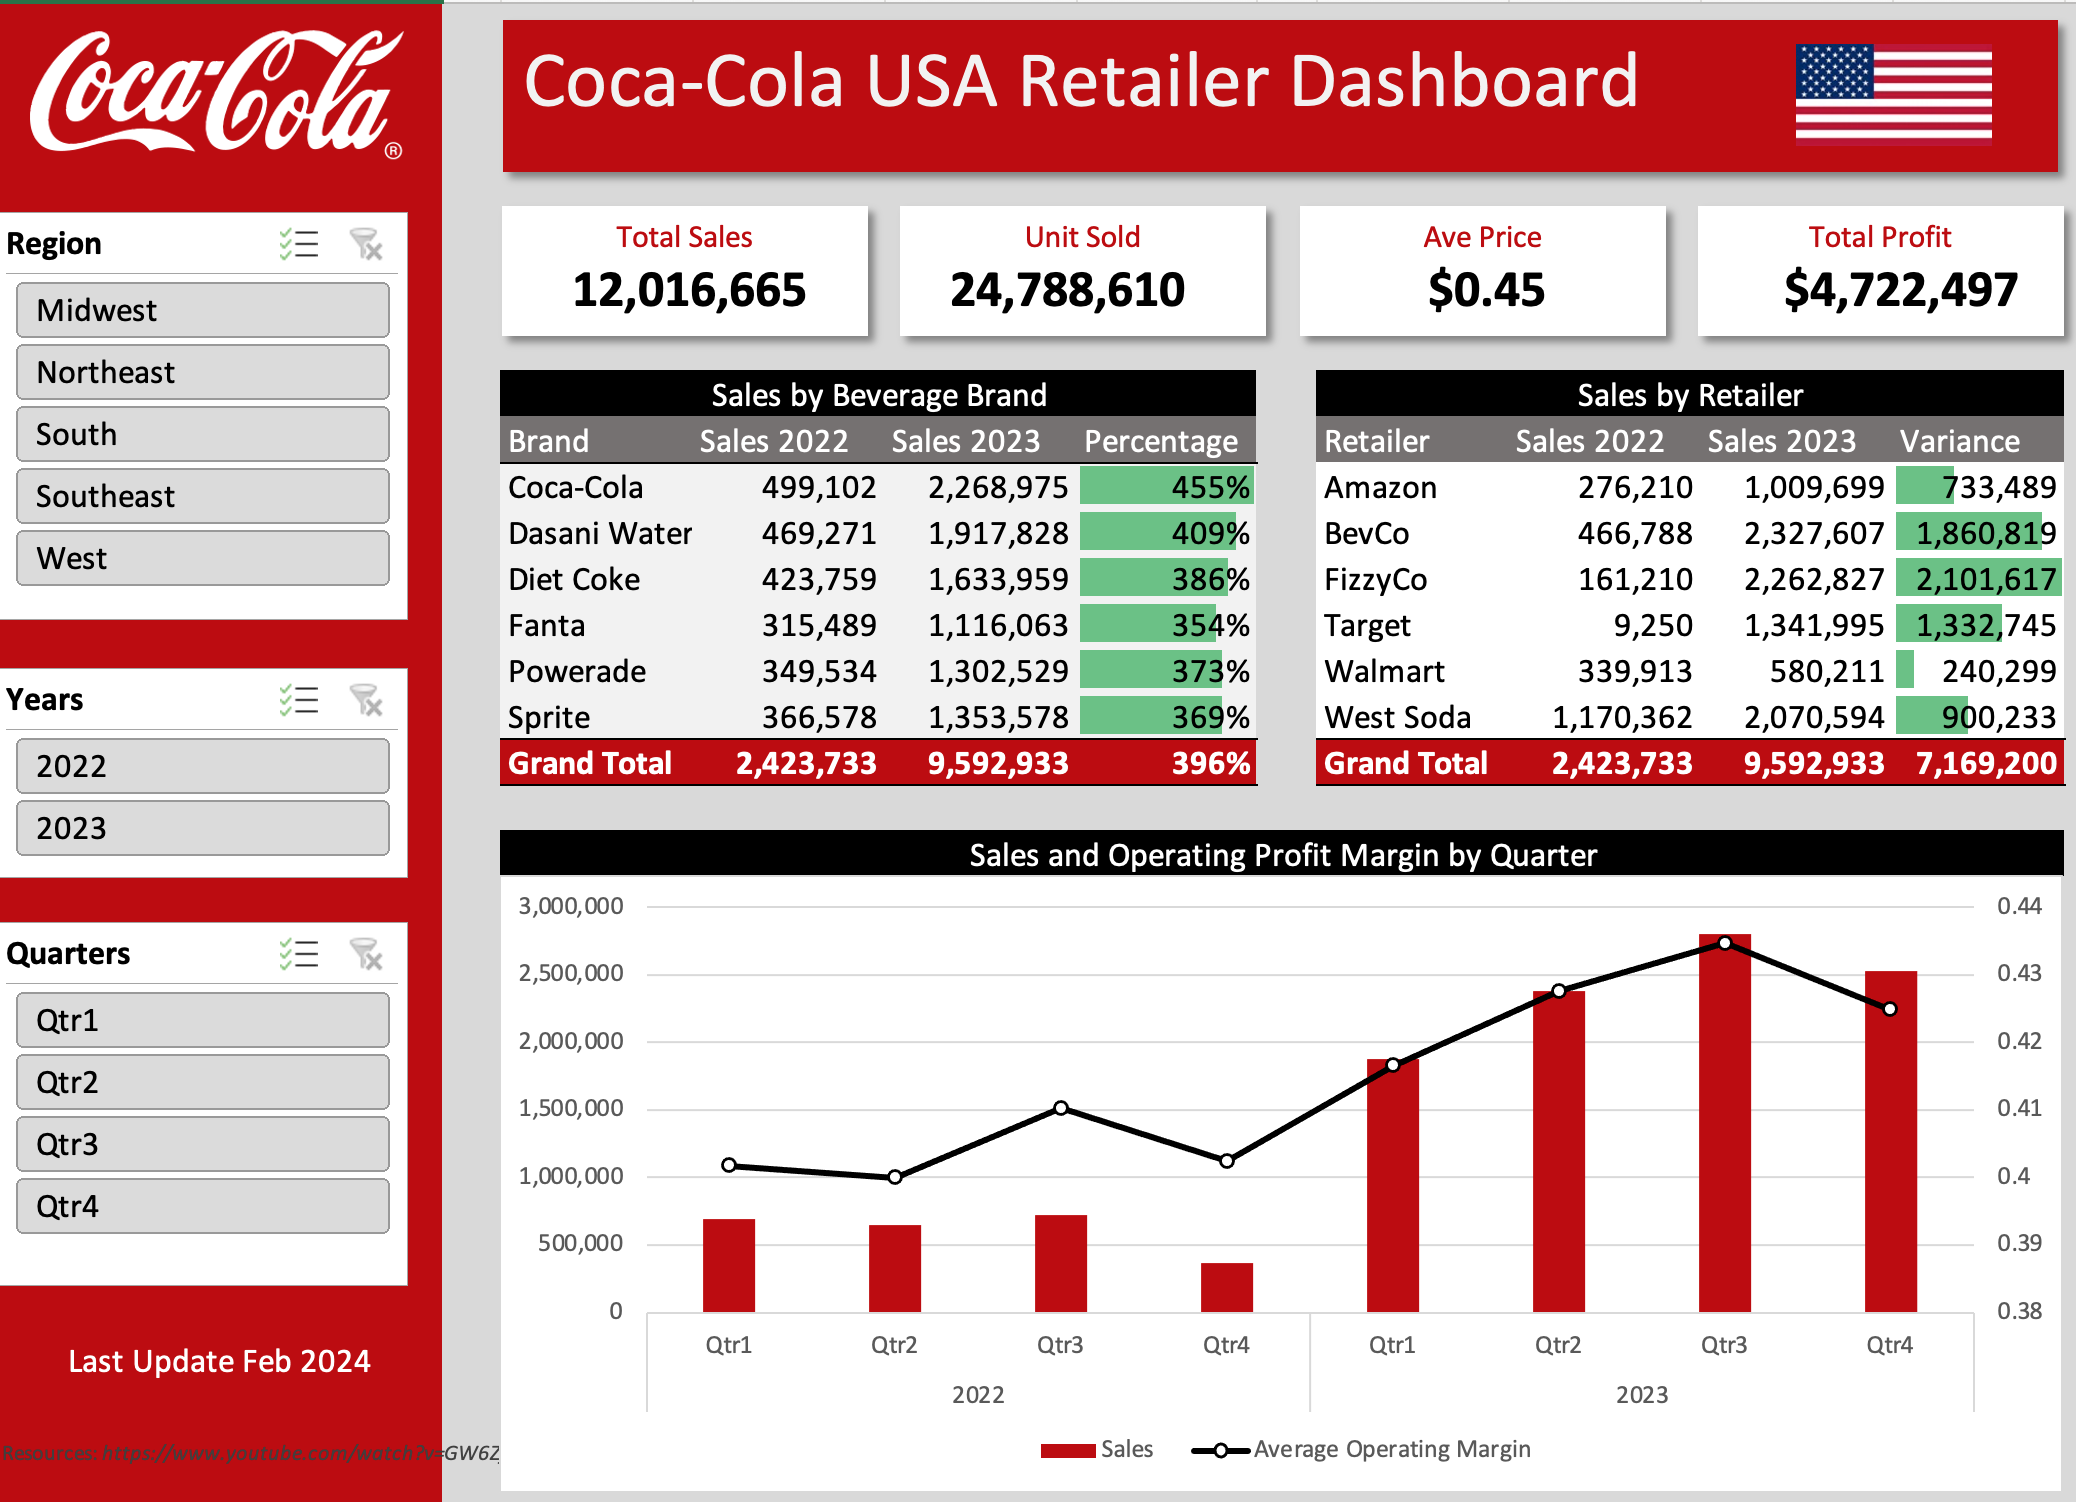 Coca-Cola ®
Coca-Cola USA Retailer Dashboard
Region
Midwest
Northeast
South
Southeast
West
Years
2022
2023
Quarters
Qtr1
Qtr2
Qtr3
Qtr4
Last Update Feb 2024
Resources: https://www.youtube.com/watch?v=GW6Z
Total Sales
12,016,665
Unit Sold
24,788,610
Ave Price
$0.45
Total Profit
$4,722,497
Sales by Beverage Brand
Brand Sales 2022 Sales 2023 Percentage
Coca-Cola 499,102 2,268,975 455%
Dasani Water 469,271 1,917,828 409%
Diet Coke 423,759 1,633,959 386%
Fanta 315,489 1,116,063 354%
Powerade 349,534 1,302,529 373%
Sprite 366,578 1,353,578 369%
Grand Total 2,423,733 9,592,933 396%
Sales by Retailer
Retailer Sales 2022 Sales 2023 Variance
Amazon 276,210 1,009,699 733,489
BevCo 466,788 2,327,607 1,860,819
FizzyCo 161,210 2,262,827 2,101,617
Target 9,250 1,341,995 1,332,745
Walmart 339,913 580,211 240,299
West Soda 1,170,362 2,070,594 900,233
Grand Total 2,423,733 9,592,933 7,169,200
Sales and Operating Profit Margin by Quarter
3,000,000 0.44
2,500,000 0.43
2,000,000 0.42
1,500,000 0.41
1,000,000 0.4
500,000 0.39
0 0.38
Qtr1 Qtr2 Qtr3 Qtr4 Qtr1 Qtr2 Qtr3 Qtr4
2022 2023
Sales Average Operating Margin